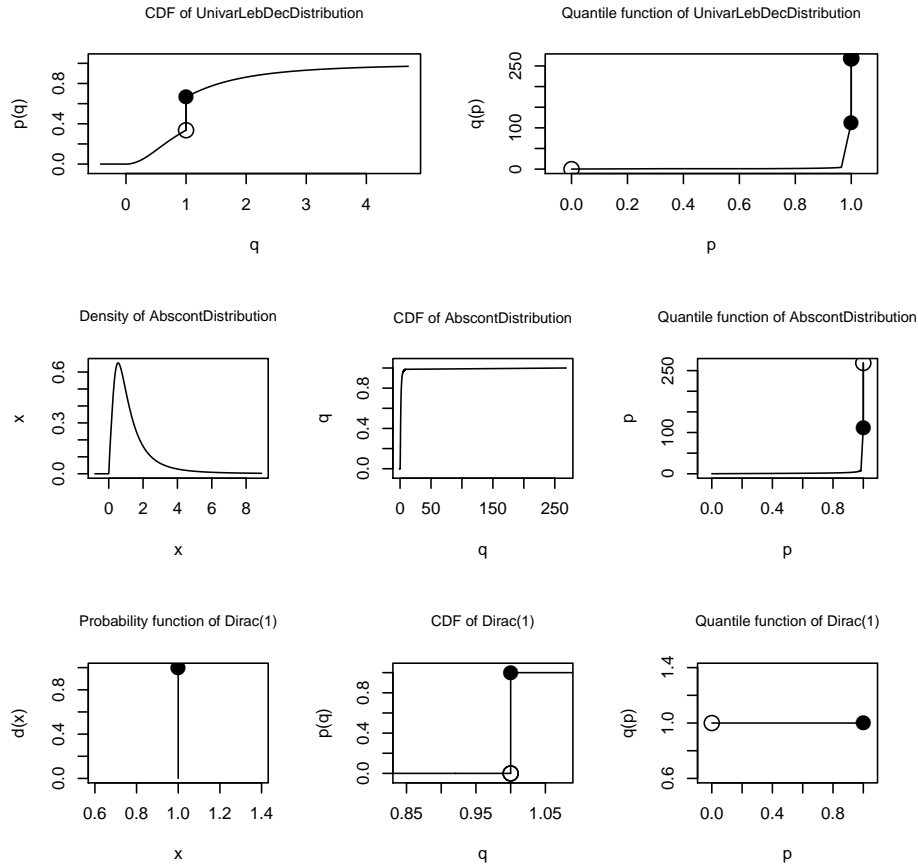 CDF of UnivarLebDecDistribution
p(q)
0.0 0.4 0.8
0 1 2 3 4
q
Quantile function of UnivarLebDecDistribution
q(p)
0 100 250
0.0 0.2 0.4 0.6 0.8 1.0
p
Density of AbscontDistribution
x
0.0 0.3 0.6
0 2 4 6 8
x
CDF of AbscontDistribution
q
0.0 0.4 0.8
0 50 150 250
q
Quantile function of AbscontDistribution
p
0 100 250
0.0 0.4 0.8
p
Probability function of Dirac(1)
d(x)
0.0 0.4 0.8
0.6 0.8 1.0 1.2 1.4
x
CDF of Dirac(1)
p(q)
0.0 0.4 0.8
0.85 0.95 1.05
q
Quantile function of Dirac(1)
q(p)
0.6 1.0 1.4
0.0 0.4 0.8
p